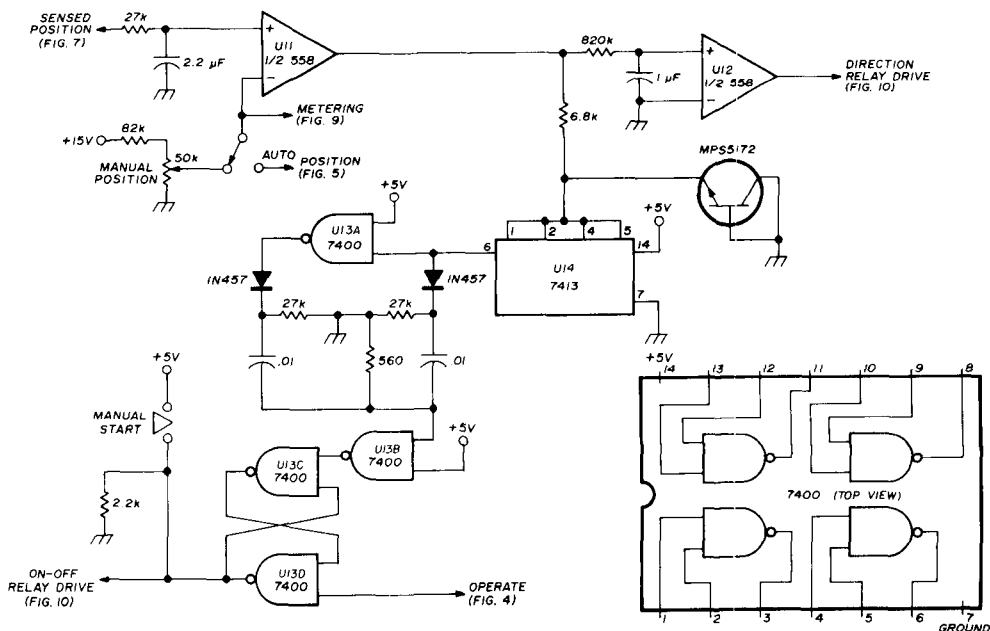 SENSED
POSITION
(FIG. 7)
27k
2.2 µF
+
U11
1/2 558
−
820k
1 µF
+
U12
1/2 558
−
DIRECTION
RELAY DRIVE
(FIG. 10)
METERING
(FIG. 9)
6.8k
82k
+15V
50k
MANUAL
POSITION
AUTO
POSITION
(FIG. 5)
MPS5172
+5V
U13A
7400
6
1
2
4
5
14
+5V
U14
7413
7
1N457
1N457
27k
27k
.01
560
.01
+5V
MANUAL
START
2.2k
U13C
7400
U13B
7400
+5V
U13D
7400
ON-OFF
RELAY DRIVE
(FIG. 10)
OPERATE
(FIG. 4)
+5V
14
13
12
11
10
9
8
7400 (TOP VIEW)
1
2
3
4
5
6
7
GROUND